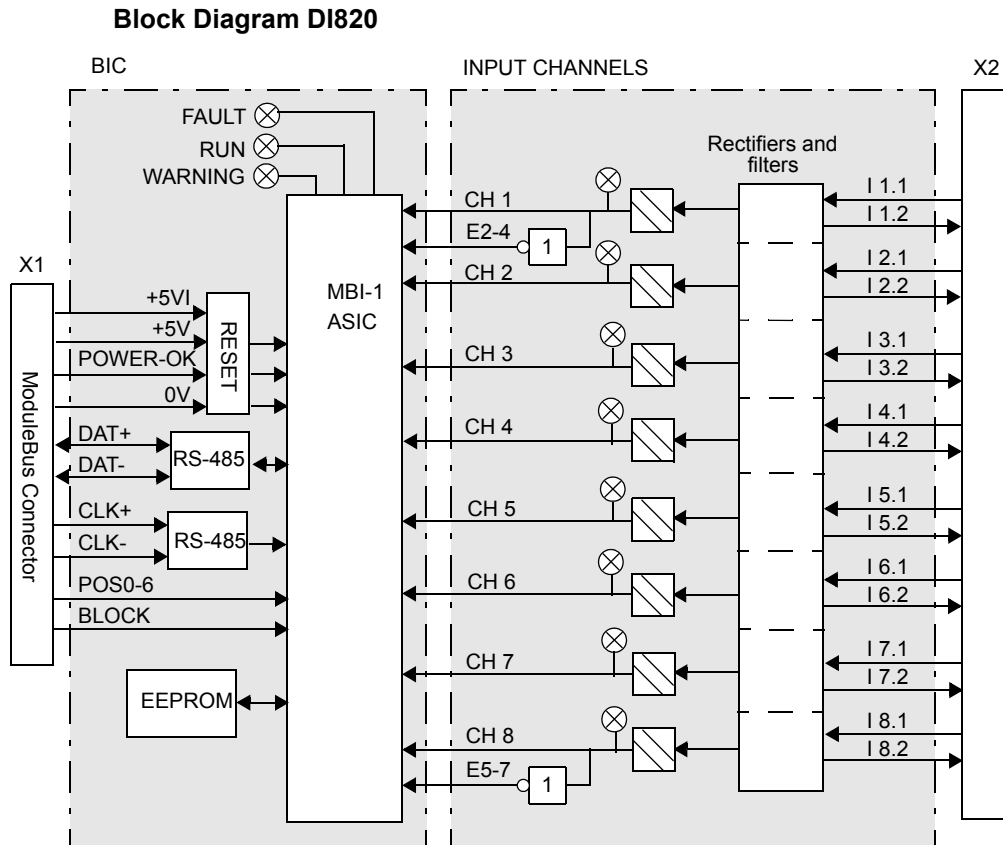 Block Diagram DI820
BIC
INPUT CHANNELS
X2
FAULT
RUN
WARNING
Rectifiers and
filters
CH 1
E2-4
1
CH 2
CH 3
CH 4
CH 5
CH 6
CH 7
CH 8
E5-7
1
I 1.1
I 1.2
I 2.1
I 2.2
I 3.1
I 3.2
I 4.1
I 4.2
I 5.1
I 5.2
I 6.1
I 6.2
I 7.1
I 7.2
I 8.1
I 8.2
X1
ModuleBus Connector
+5VI
+5V
POWER-OK
0V
RESET
MBI-1
ASIC
DAT+
DAT-
RS-485
CLK+
CLK-
RS-485
POS0-6
BLOCK
EEPROM